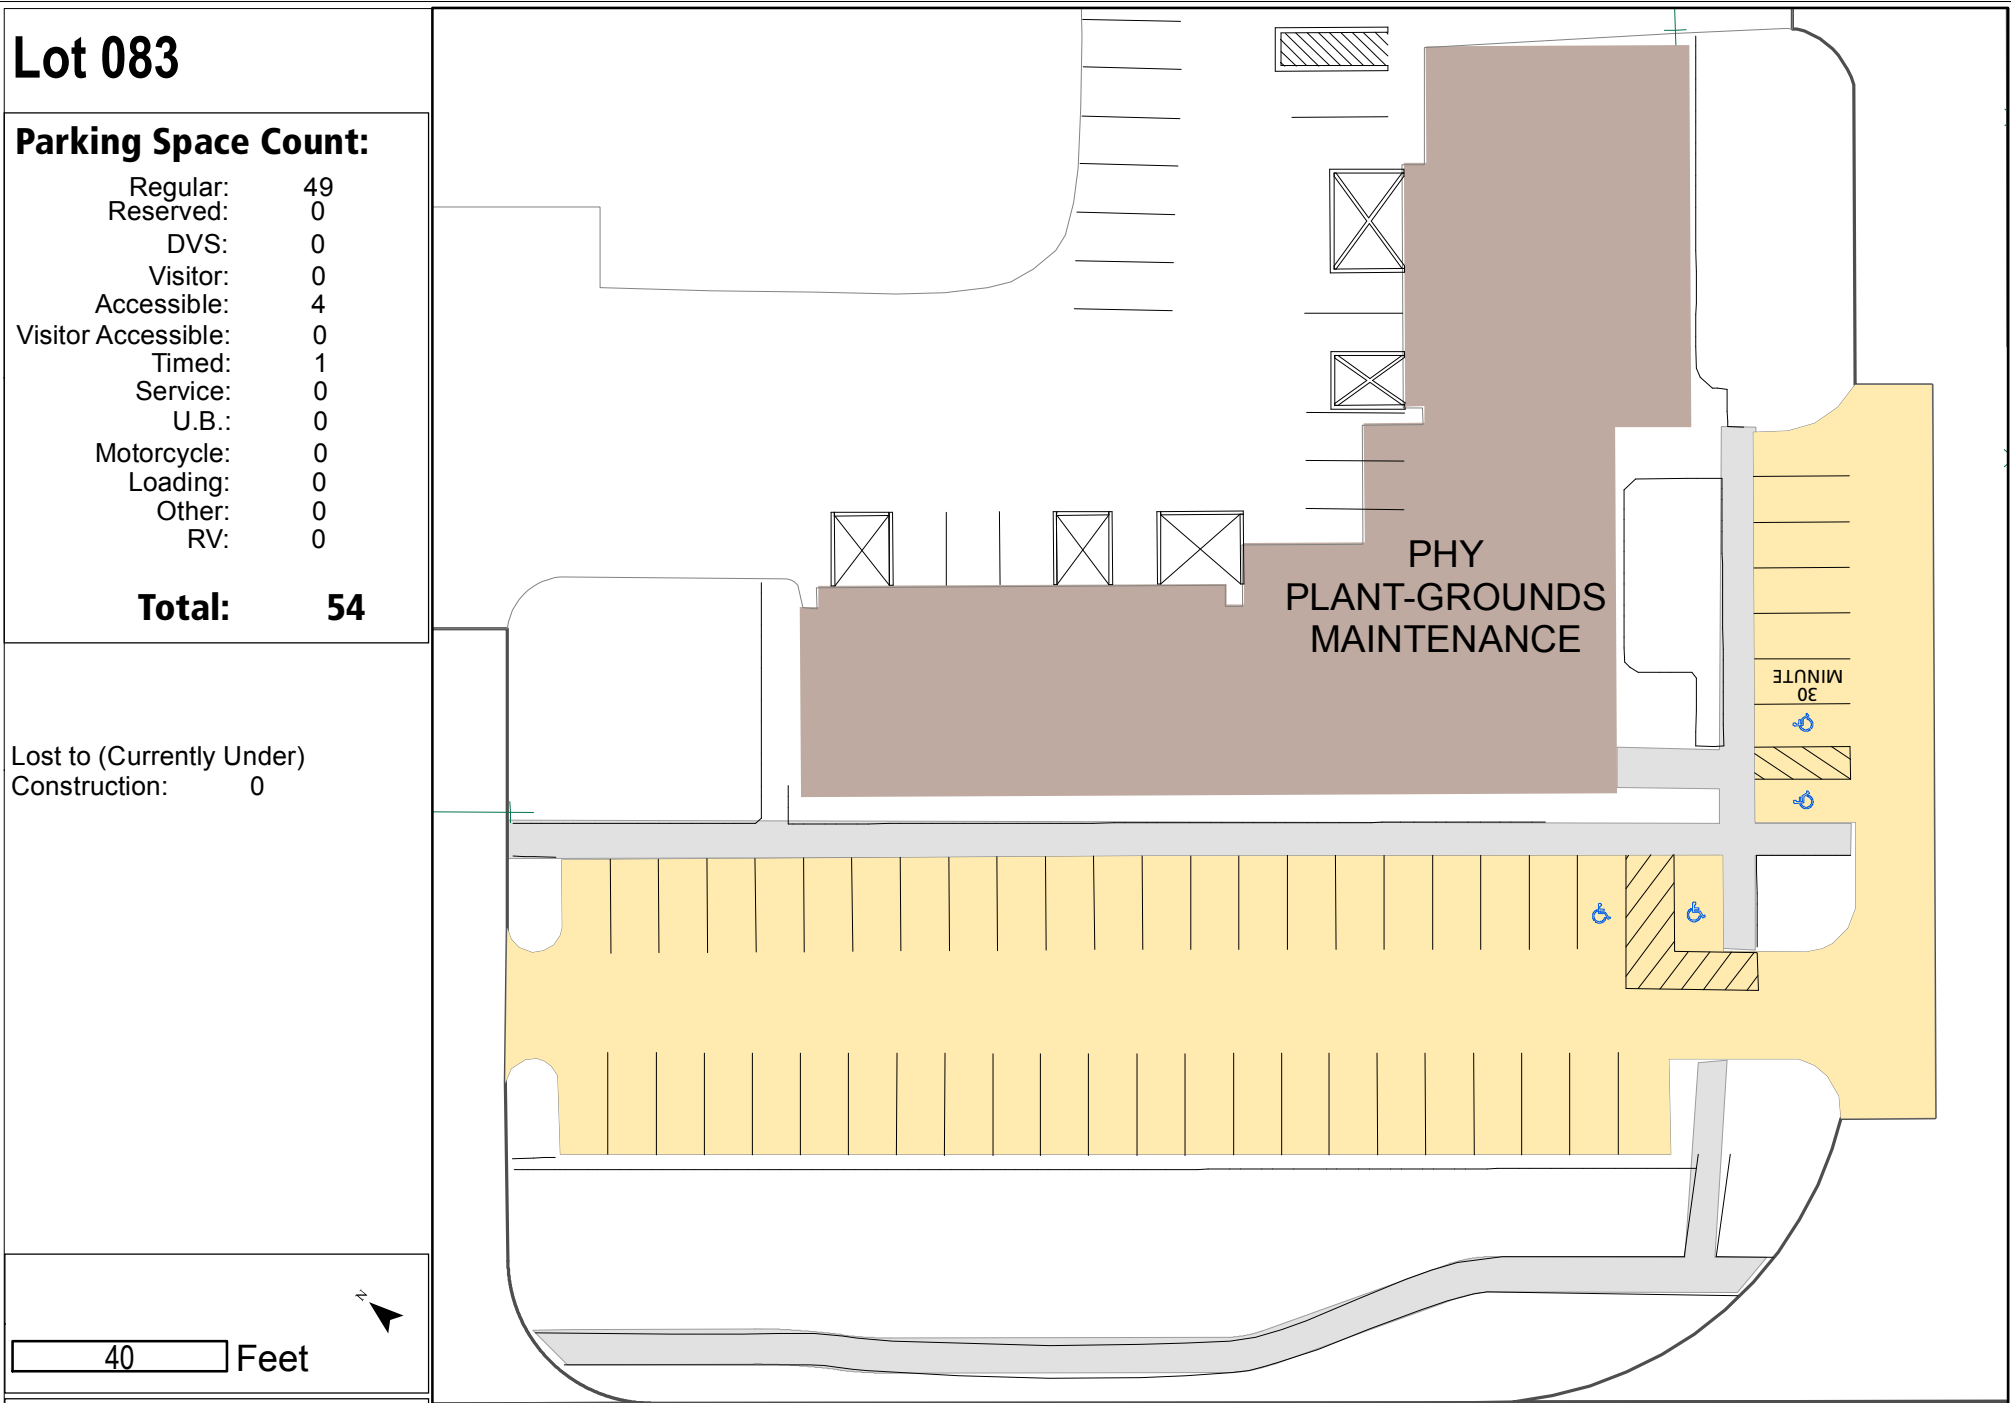 Lot 083
Parking Space Count:
Regular: 49
Reserved: 0
DVS: 0
Visitor: 0
Accessible: 4
Visitor Accessible: 0
Timed: 1
Service: 0
U.B.: 0
Motorcycle: 0
Loading: 0
Other: 0
RV: 0
Total: 54
Lost to (Currently Under)
Construction: 0
N
40 Feet
PHY
PLANT-GROUNDS
MAINTENANCE
30
MINUTE